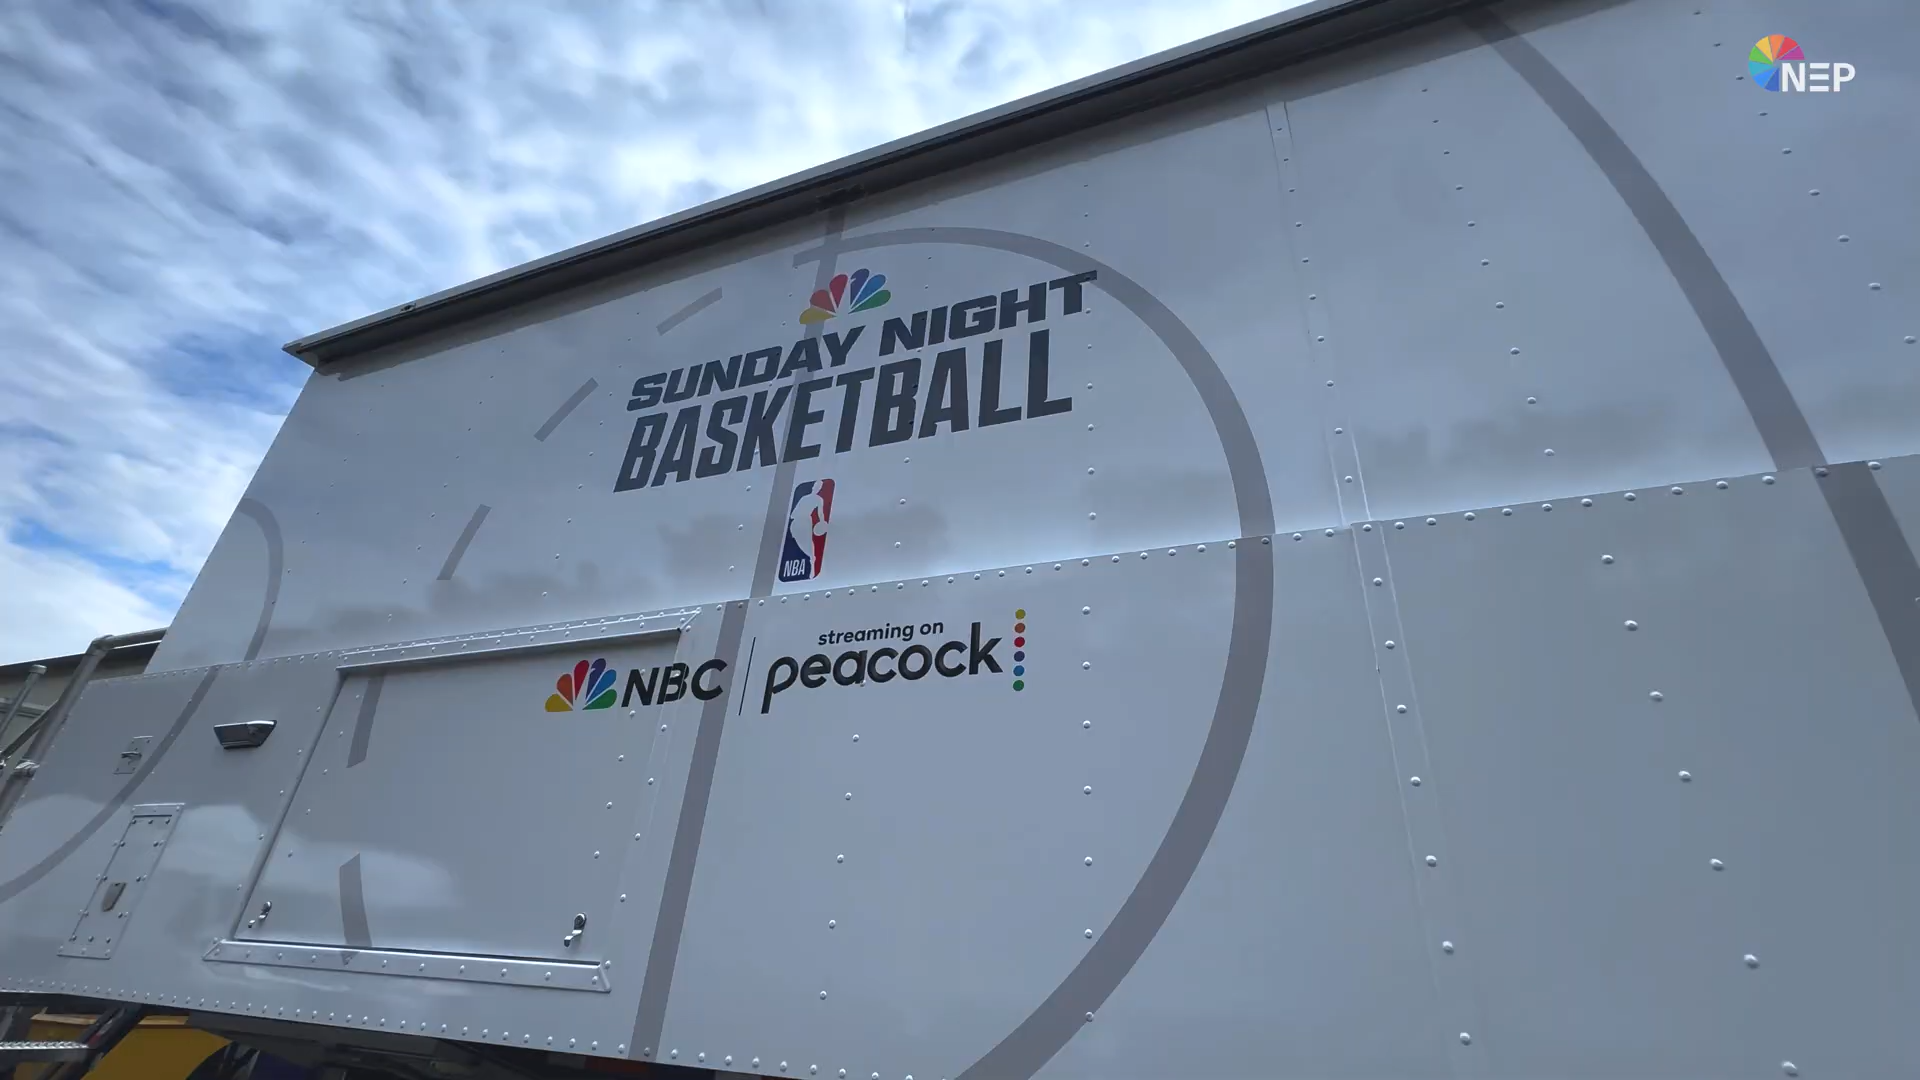 NEP
SUNDAY NIGHT
BASKETBALL
NBA
streaming on
NBC peacock